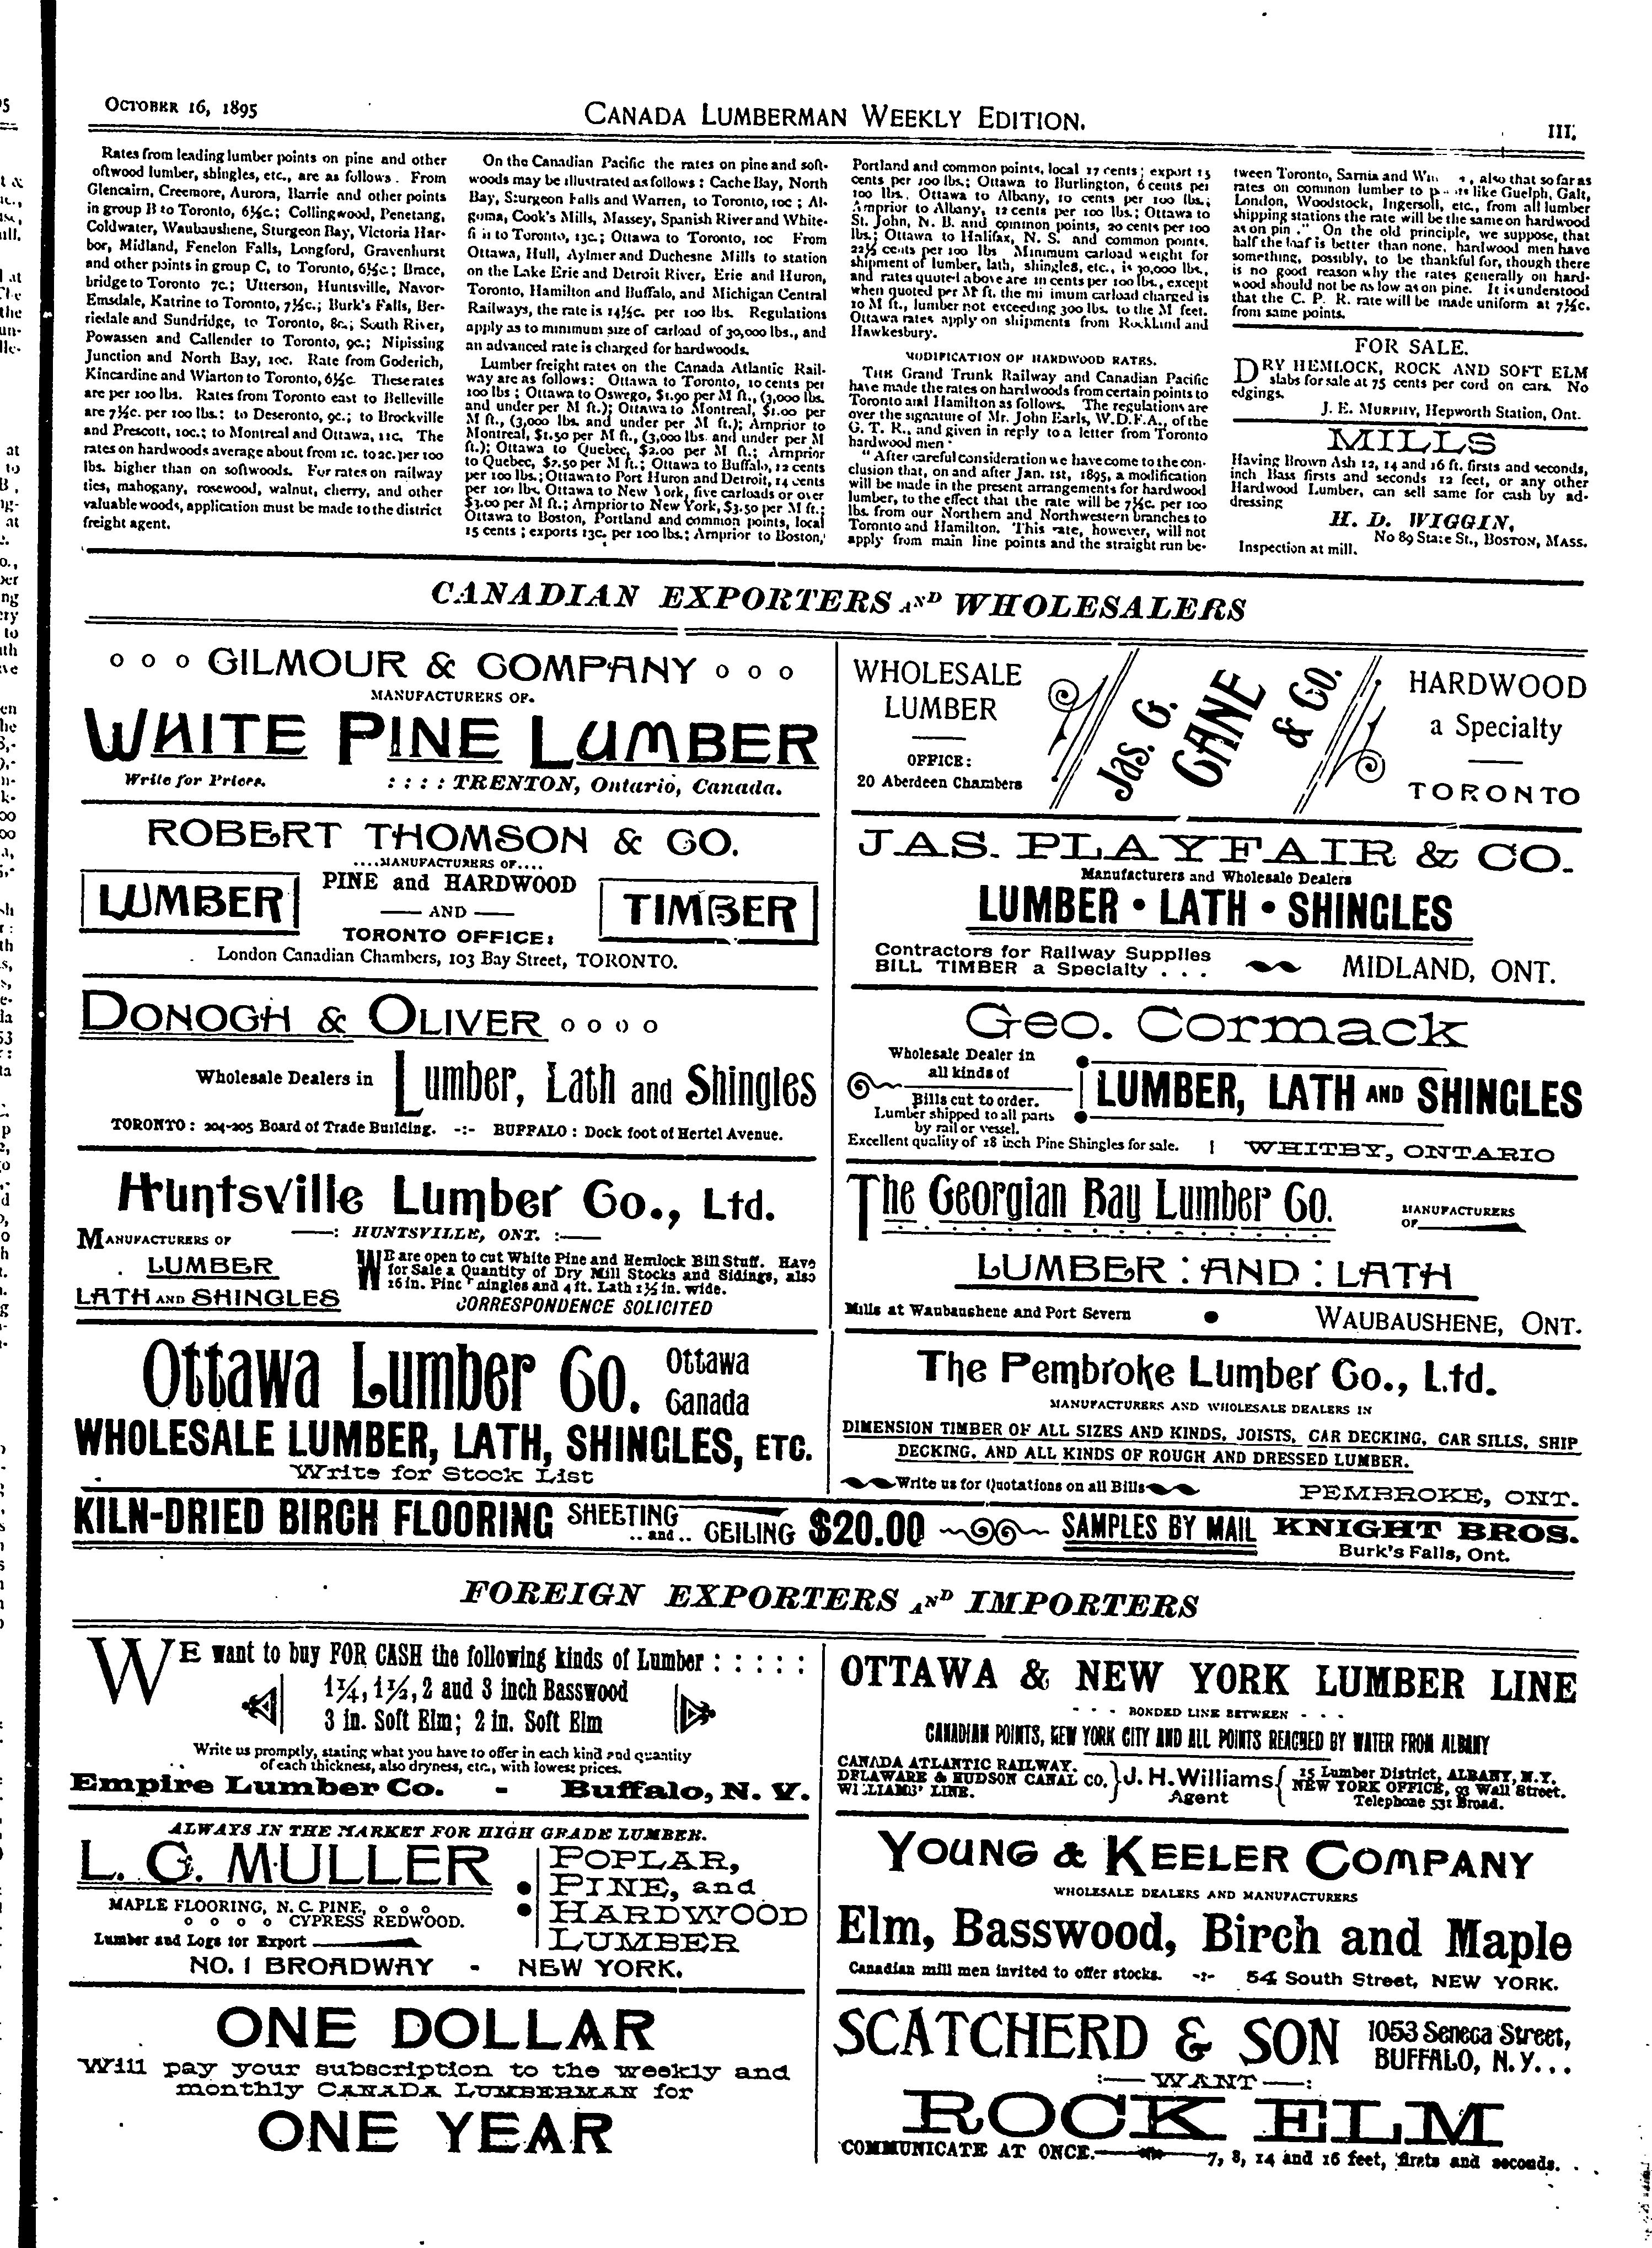 OCTOBER 16, 1895
CANADA LUMBERMAN WEEKLY EDITION.
III.
Rates from leading lumber points on pine and other
oftwood lumber, shingles, etc., are as follows. From
Glencairn, Creemore, Aurora, Barrie and other points
in group B to Toronto, 6½c.; Collingwood, Penetang,
Coldwater, Waubaushene, Sturgeon Bay, Victoria Har-
bor, Midland, Fenelon Falls, Longford, Gravenhurst
and other points in group C, to Toronto, 6½c.; Brace,
bridge to Toronto 7c.; Utterson, Huntsville, Navor-
Emsdale, Katrine to Toronto, 7½c.; Burk's Falls, Ber-
riedale and Sundridge, to Toronto, 8c.; South River,
Powassen and Callender to Toronto, 9c.; Nipissing
Junction and North Bay, 10c. Rate from Goderich,
Kincardine and Wiarton to Toronto, 6½c. These rates
are per 100 lbs. Rates from Toronto east to Belleville
are 7½c. per 100 lbs.: to Deseronto, 9c.; to Brockville
and Prescott, 10c.; to Montreal and Ottawa, 11c. The
rates on hardwoods average about from 1c. to 2c. per 100
lbs. higher than on softwoods. For rates on railway
ties, mahogany, rosewood, walnut, cherry, and other
valuable woods, application must be made to the district
freight agent.
On the Canadian Pacific the rates on pine and soft-
woods may be illustrated as follows: Cache Bay, North
Bay, Sturgeon Falls and Warren, to Toronto, 10c; Al-
goma, Cook's Mills, Massey, Spanish River and White-
fi h to Toronto, 13c.; Ottawa to Toronto, 10c From
Ottawa, Hull, Aylmer and Duchesne Mills to station
on the Lake Erie and Detroit River, Erie and Huron,
Toronto, Hamilton and Buffalo, and Michigan Central
Railways, the rate is 14½c. per 100 lbs. Regulations
apply as to minimum size of carload of 30,000 lbs., and
an advanced rate is charged for hardwoods.
Lumber freight rates on the Canada Atlantic Rail-
way are as follows: Ottawa to Toronto, 10 cents per
100 lbs; Ottawa to Oswego, $1.90 per M ft., (3,000 lbs.
and under per M ft.); Ottawa to Montreal, $1.00 per
M ft., (3,000 lbs. and under per M ft.); Arnprior to
Montreal, $1.50 per M ft., (3,000 lbs. and under per M
ft.); Ottawa to Quebec, $2.00 per M ft.; Arnprior
to Quebec, $2.50 per M ft.; Ottawa to Buffalo, 12 cents
per 100 lbs.; Ottawa to Port Huron and Detroit, 14 cents
per 100 lbs. Ottawa to New York, five carloads or over
$3.00 per M ft.; Arnprior to New York, $3.50 per M ft.;
Ottawa to Boston, Portland and common points, local
15 cents; exports 13c. per 100 lbs.; Arnprior to Boston,
Portland and common points, local 17 cents; export 15
cents per 100 lbs.; Ottawa to Burlington, 6 cents per
100 lbs. Ottawa to Albany, 10 cents per 100 lbs.;
Arnprior to Albany, 12 cents per 100 lbs.; Ottawa to
St. John, N. B. and common points, 20 cents per 100
lbs.; Ottawa to Halifax, N. S. and common points,
22½ cents per 100 lbs Minimum carload weight for
shipment of lumber, lath, shingles, etc., is 30,000 lbs.,
and rates quoted above are in cents per 100 lbs., except
when quoted per M ft. the mi imum carload charged is
10 M ft., lumber not exceeding 300 lbs. to the M feet.
Ottawa rates apply on shipments from Rockland and
Hawkesbury.
MODIFICATION OF HARDWOOD RATES.
THE Grand Trunk Railway and Canadian Pacific
have made the rates on hardwoods from certain points to
Toronto and Hamilton as follows. The regulations are
over the signature of Mr. John Earls, W.D.F.A., of the
G. T. R., and given in reply to a letter from Toronto
hardwood men:
"After careful consideration we have come to the con-
clusion that, on and after Jan. 1st, 1895, a modification
will be made in the present arrangements for hardwood
lumber, to the effect that the rate will be 7½c. per 100
lbs. from our Northern and Northwestern branches to
Toronto and Hamilton. This rate, however, will not
apply from main line points and the straight run be-
tween Toronto, Sarnia and , also that so far as
rates on common lumber to like Guelph, Galt,
London, Woodstock, Ingersoll, etc., from all lumber
shipping stations the rate will be the same on hardwood
as on pine." On the old principle, we suppose, that
half the loaf is better than none, hardwood men have
something, possibly, to be thankful for, though there
is no good reason why the rates generally on hard-
wood should not be as low as on pine. It is understood
that the C. P. R. rate will be made uniform at 7½c.
from same points.
FOR SALE.
DRY HEMLOCK, ROCK AND SOFT ELM
slabs for sale at 75 cents per cord on cars. No
edgings.
J. E. MURPHY, Hepworth Station, Ont.
MILLS
Having Brown Ash 12, 14 and 16 ft. firsts and seconds,
inch Bass firsts and seconds 12 feet, or any other
Hardwood Lumber, can sell same for cash by ad-
dressing
H. D. WIGGIN,
No 89 State St., BOSTON, MASS.
Inspection at mill.
CANADIAN EXPORTERS AND WHOLESALERS
GILMOUR & COMPANY
MANUFACTURERS OF.
WHITE PINE LUMBER
Write for Prices. : : : : TRENTON, Ontario, Canada.
ROBERT THOMSON & CO.
....MANUFACTURERS OF....
LUMBER
PINE and HARDWOOD
AND
TIMBER
TORONTO OFFICE:
London Canadian Chambers, 103 Bay Street, TORONTO.
DONOGH & OLIVER
Wholesale Dealers in Lumber, Lath and Shingles
TORONTO: 204-205 Board of Trade Building. -:- BUFFALO: Dock foot of Hertel Avenue.
Huntsville Lumber Co., Ltd.
HUNTSVILLE, ONT.
MANUFACTURERS OF
LUMBER
LATH AND SHINGLES
WE are open to cut White Pine and Hemlock Bill Stuff. Have
for Sale a Quantity of Dry Mill Stocks and Sidings, also
16 in. Pine ingles and 4 ft. Lath 1½ in. wide.
CORRESPONDENCE SOLICITED
Ottawa Lumber Co. Ottawa
Canada
WHOLESALE LUMBER, LATH, SHINGLES, ETC.
Write for Stock List
WHOLESALE
LUMBER
OFFICE:
20 Aberdeen Chambers
Jas. G.
CANE
& Co.
HARDWOOD
a Specialty
TORONTO
JAS. PLAYFAIR & CO.
Manufacturers and Wholesale Dealers
LUMBER • LATH • SHINGLES
Contractors for Railway Supplies
BILL TIMBER a Specialty . . .
MIDLAND, ONT.
Geo. Cormack
Wholesale Dealer in
all kinds of
LUMBER, LATH AND SHINGLES
Bills cut to order.
Lumber shipped to all parts
by rail or vessel.
Excellent quality of 18 inch Pine Shingles for sale.
WHITBY, ONTARIO
The Georgian Bay Lumber Co.
MANUFACTURERS
OF
LUMBER : AND : LATH
Mills at Waubaushene and Port Severn
WAUBAUSHENE, ONT.
The Pembroke Lumber Co., Ltd.
MANUFACTURERS AND WHOLESALE DEALERS IN
DIMENSION TIMBER OF ALL SIZES AND KINDS, JOISTS, CAR DECKING, CAR SILLS, SHIP
DECKING, AND ALL KINDS OF ROUGH AND DRESSED LUMBER.
Write us for Quotations on all Bills
PEMBROKE, ONT.
KILN-DRIED BIRCH FLOORING SHEETING ..and.. CEILING $20.00 SAMPLES BY MAIL KNIGHT BROS.
Burk's Falls, Ont.
FOREIGN EXPORTERS AND IMPORTERS
WE want to buy FOR CASH the following kinds of Lumber : : : : :
1¼, 1½, 2 and 3 inch Basswood
3 in. Soft Elm; 2 in. Soft Elm
Write us promptly, stating what you have to offer in each kind and quantity
of each thickness, also dryness, etc., with lowest prices.
Empire Lumber Co. - Buffalo, N. Y.
ALWAYS IN THE MARKET FOR HIGH GRADE LUMBER.
L. G. MULLER
MAPLE FLOORING, N. C. PINE,
CYPRESS REDWOOD.
Lumber and Logs for Export
POPLAR,
PINE, and
HARDWOOD
LUMBER
NO. 1 BROADWAY - NEW YORK.
ONE DOLLAR
Will pay your subscription to the weekly and
monthly CANADA LUMBERMAN for
ONE YEAR
OTTAWA & NEW YORK LUMBER LINE
- - - BONDED LINE BETWEEN - - -
CANADIAN POINTS, NEW YORK CITY AND ALL POINTS REACHED BY WATER FROM ALBANY
CANADA ATLANTIC RAILWAY.
DELAWARE & HUDSON CANAL CO.
WILLIAMS' LINE.
J. H. Williams
Agent
15 Lumber District, ALBANY, N.Y.
NEW YORK OFFICE, 93 Wall Street.
Telephone 531 Broad.
YOUNG & KEELER COMPANY
WHOLESALE DEALERS AND MANUFACTURERS
Elm, Basswood, Birch and Maple
Canadian mill men invited to offer stocks. -:- 54 South Street, NEW YORK.
SCATCHERD & SON 1053 Seneca Street,
BUFFALO, N.Y...
WANT
ROCK ELM
COMMUNICATE AT ONCE.
7, 8, 14 and 16 feet, firsts and seconds.